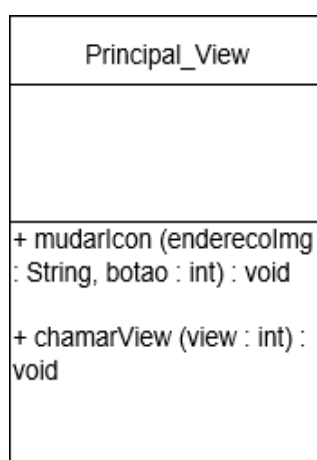 Principal_View
+ mudarIcon (enderecoImg
: String, botao : int) : void
+ chamarView (view : int) :
void